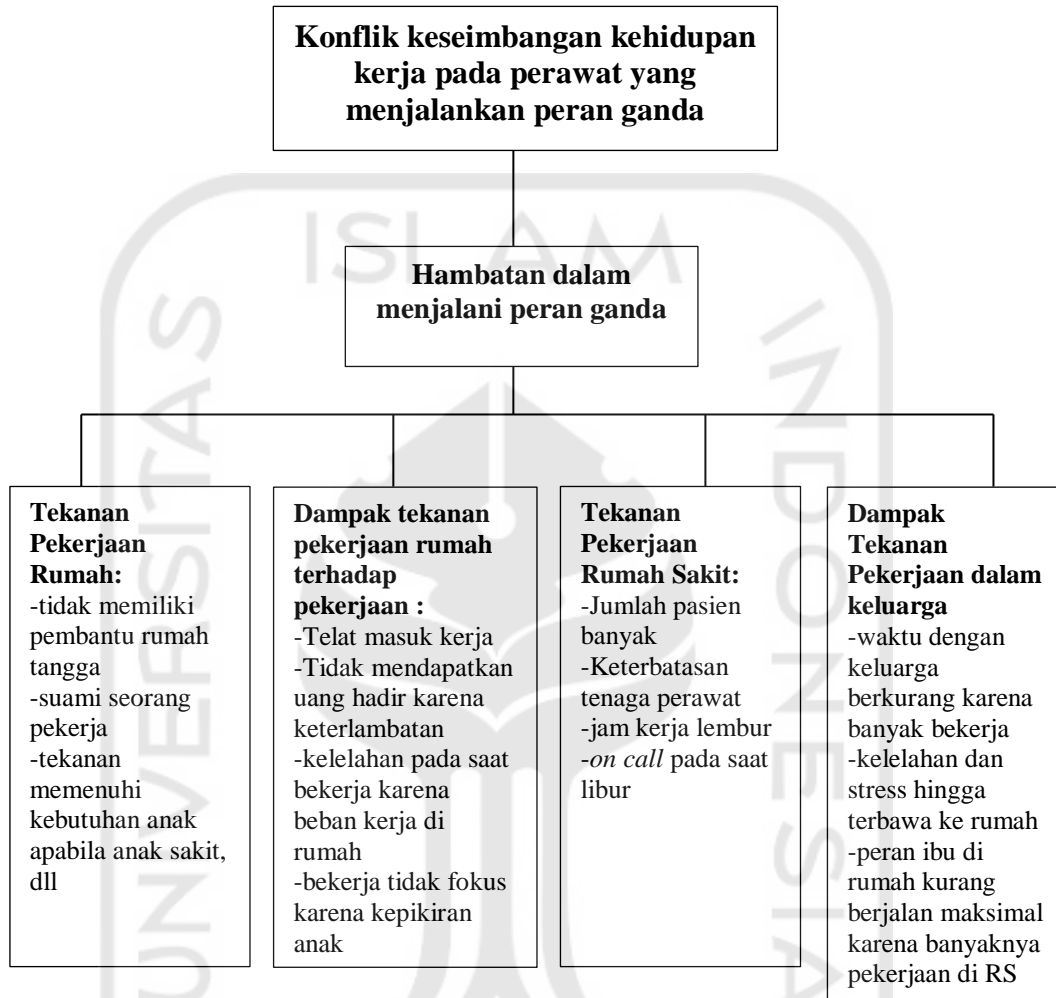 Konflik keseimbangan kehidupan
kerja pada perawat yang
menjalankan peran ganda
Hambatan dalam
menjalani peran ganda
Tekanan
Pekerjaan
Rumah:
-tidak memiliki
pembantu rumah
tangga
-suami seorang
pekerja
-tekanan
memenuhi
kebutuhan anak
apabila anak sakit,
dll
Dampak tekanan
pekerjaan rumah
terhadap
pekerjaan :
-Telat masuk kerja
-Tidak mendapatkan
uang hadir karena
keterlambatan
-kelelahan pada saat
bekerja karena
beban kerja di
rumah
-bekerja tidak fokus
karena kepikiran
anak
Tekanan
Pekerjaan
Rumah Sakit:
-Jumlah pasien
banyak
-Keterbatasan
tenaga perawat
-jam kerja lembur
-on call pada saat
libur
Dampak
Tekanan
Pekerjaan dalam
keluarga
-waktu dengan
keluarga
berkurang karena
banyak bekerja
-kelelahan dan
stress hingga
terbawa ke rumah
-peran ibu di
rumah kurang
berjalan maksimal
karena banyaknya
pekerjaan di RS
UNIVERSITAS
ISLAM
INDONESIA